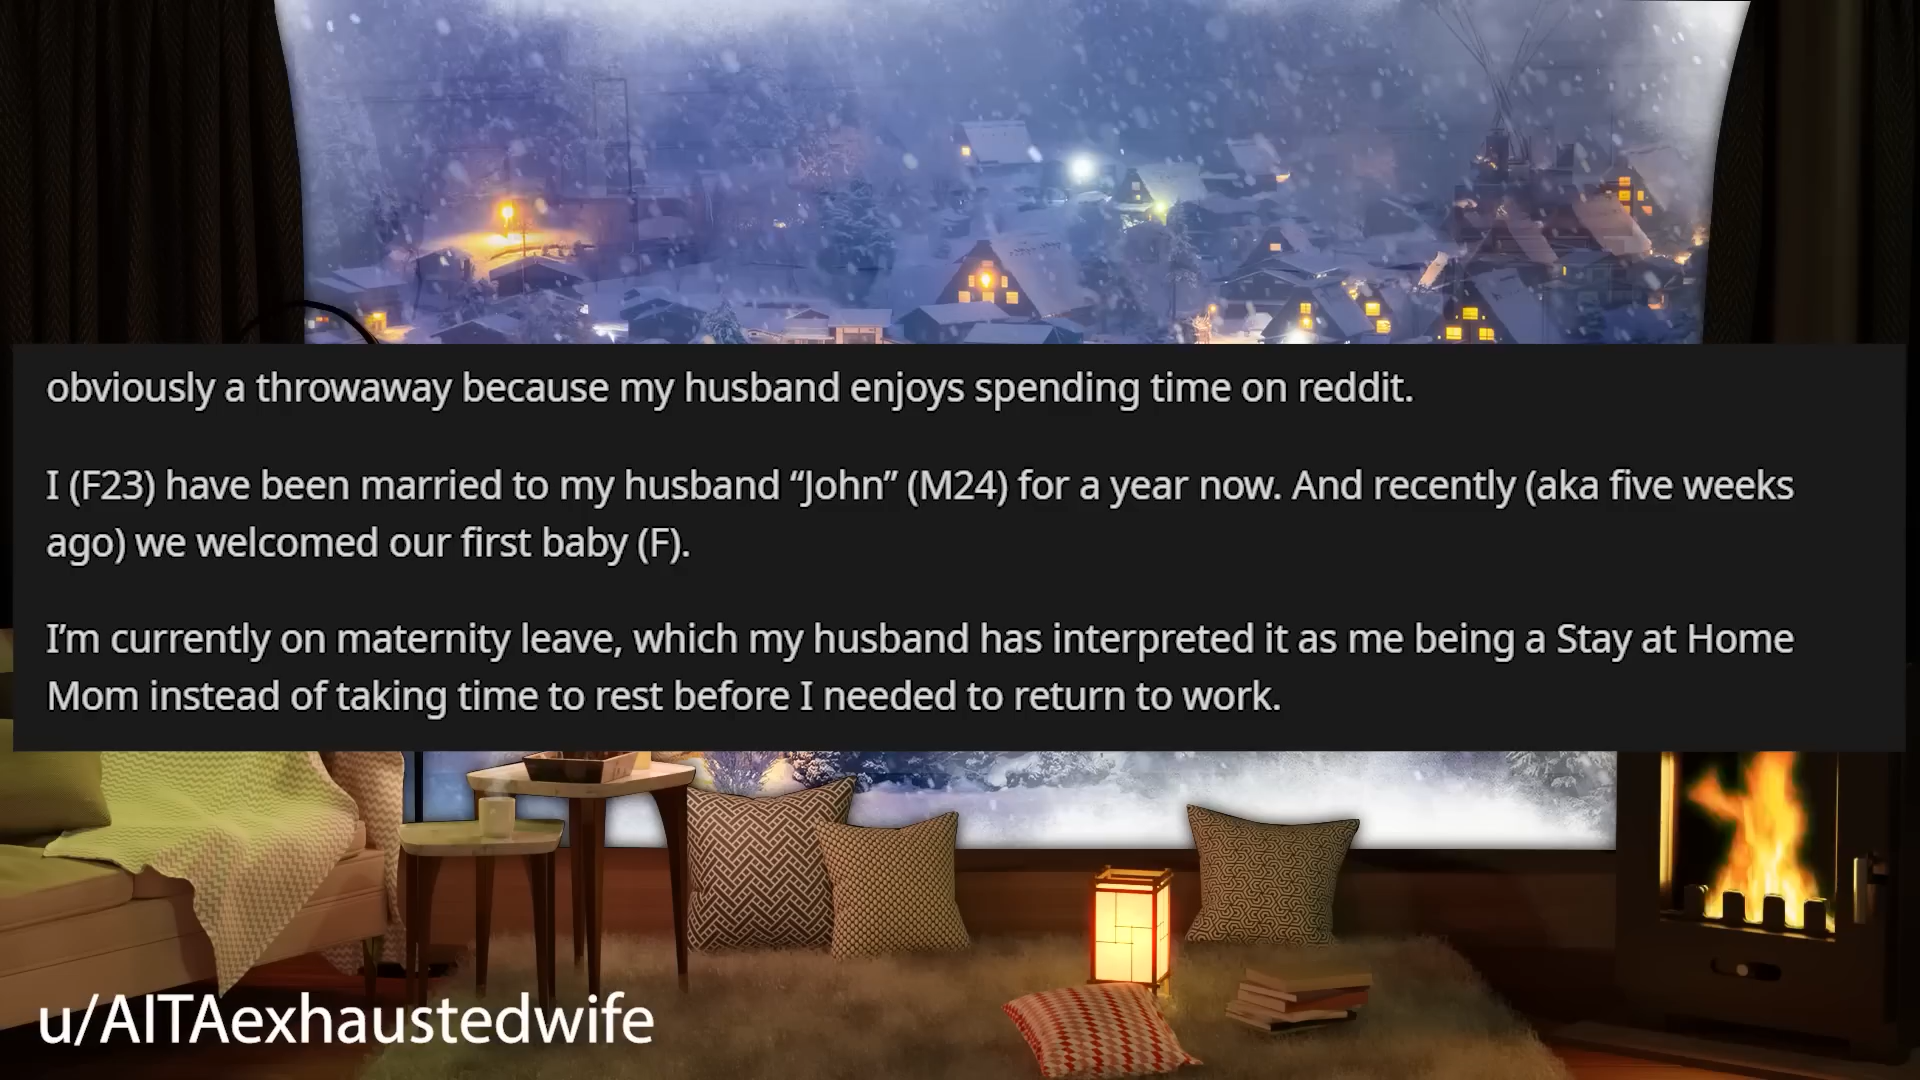 obviously a throwaway because my husband enjoys spending time on reddit.
I (F23) have been married to my husband “John” (M24) for a year now. And recently (aka five weeks
ago) we welcomed our first baby (F).
I’m currently on maternity leave, which my husband has interpreted it as me being a Stay at Home
Mom instead of taking time to rest before I needed to return to work.
u/AITAexhaustedwife